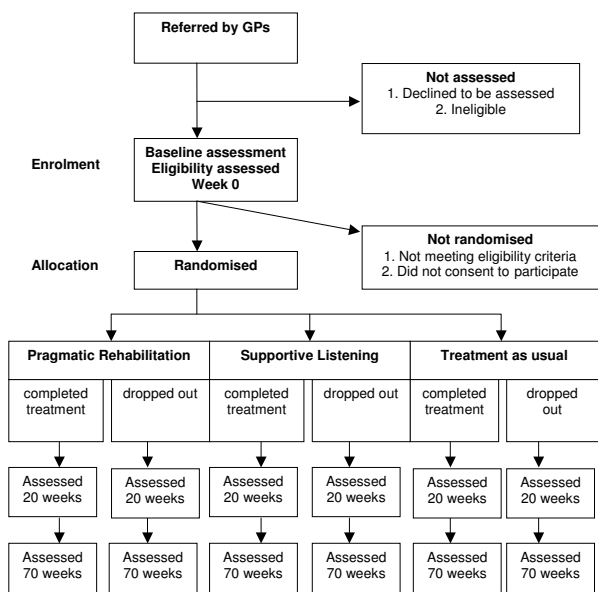 Referred by GPs
Not assessed
1. Declined to be assessed
2. Ineligible
Enrolment
Baseline assessment
Eligibility assessed
Week 0
Not randomised
1. Not meeting eligibility criteria
2. Did not consent to participate
Allocation
Randomised
Pragmatic Rehabilitation
Supportive Listening
Treatment as usual
completed
treatment
dropped out
completed
treatment
dropped out
completed
treatment
dropped
out
Assessed
20 weeks
Assessed
20 weeks
Assessed
20 weeks
Assessed
20 weeks
Assessed
20 weeks
Assessed
20 weeks
Assessed
70 weeks
Assessed
70 weeks
Assessed
70 weeks
Assessed
70 weeks
Assessed
70 weeks
Assessed
70 weeks